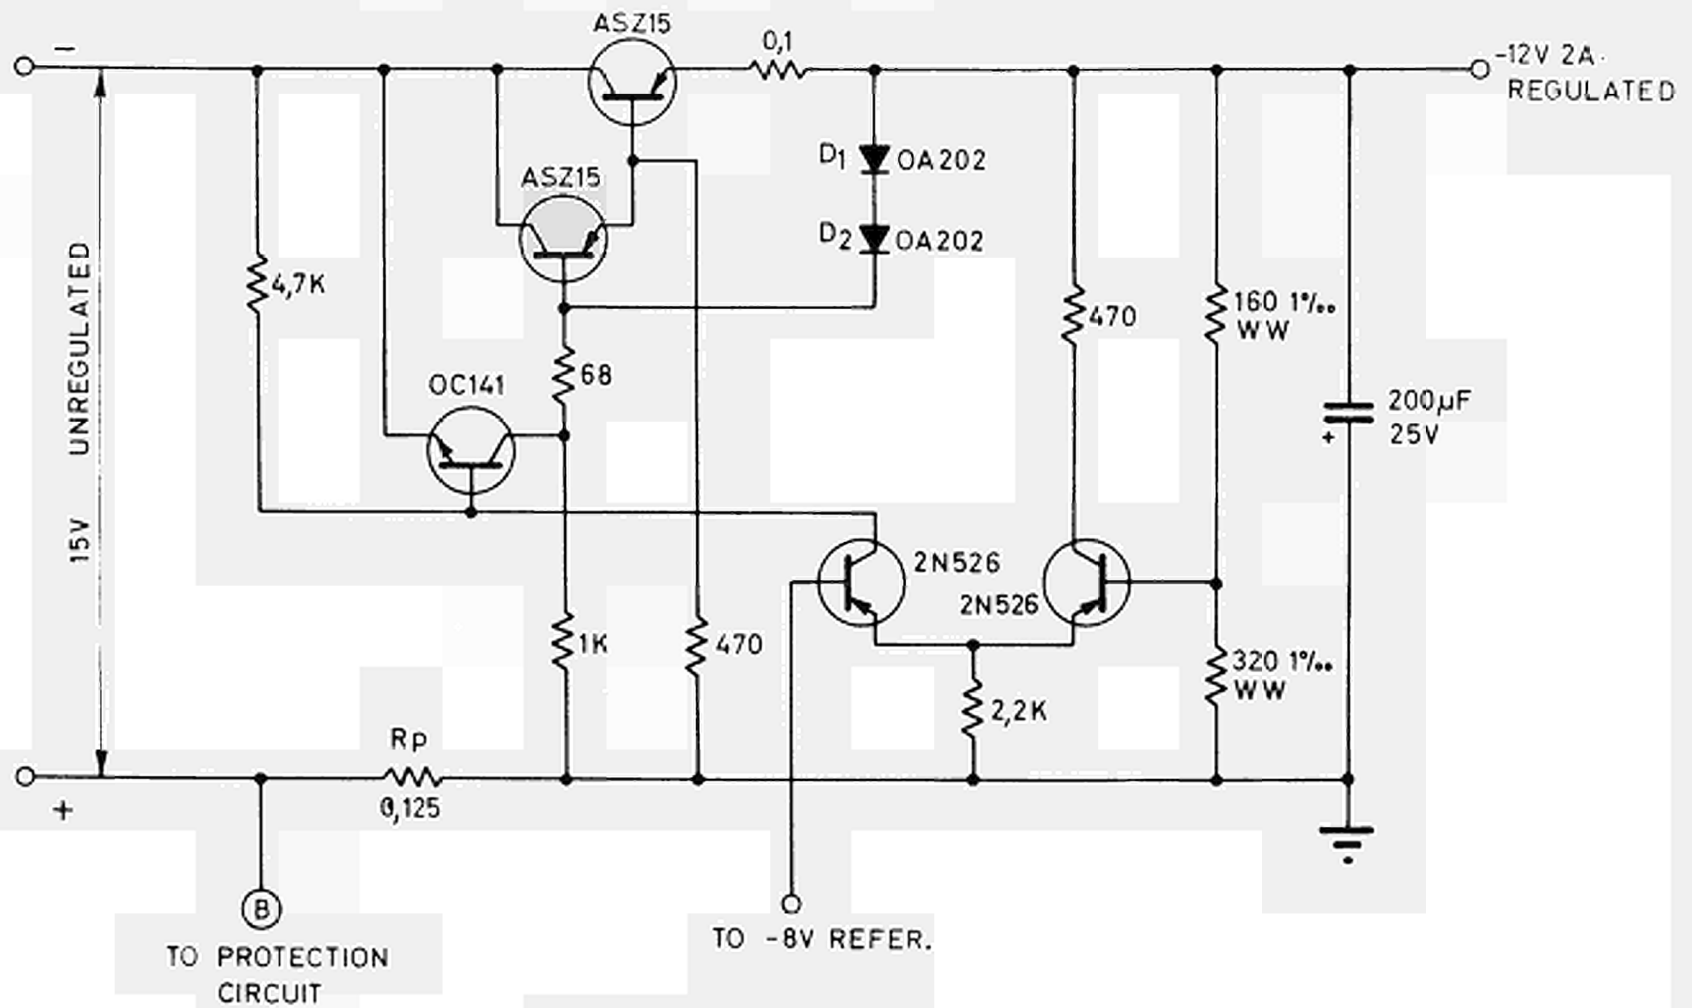 ASZ15
0,1
−
-12V 2A.
REGULATED
D1 OA202
ASZ15
D2 OA202
4,7K
15V UNREGULATED
470
160 1‰
WW
68
OC141
200µF
25V
+
2N526
2N526
1K
470
320 1‰
WW
2,2K
Rp
0,125
+
B
TO -8V REFER.
TO PROTECTION
CIRCUIT